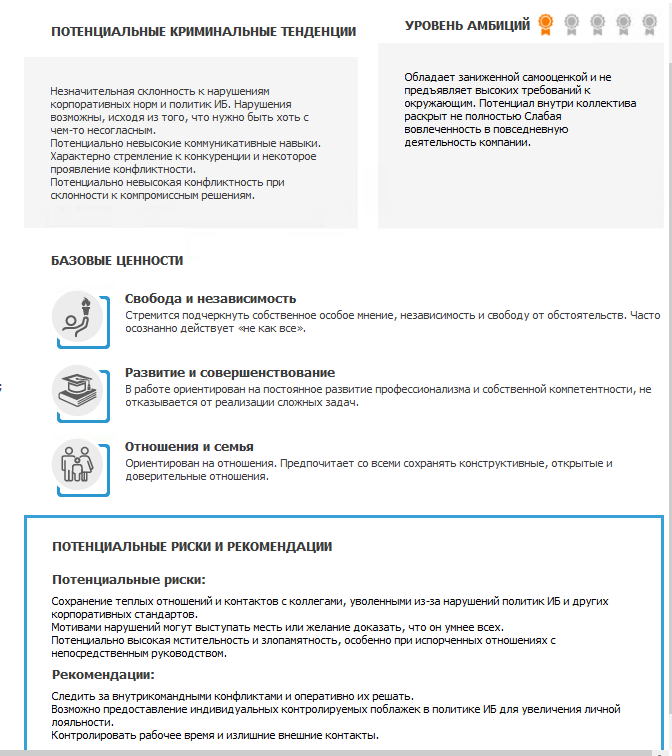 ПОТЕНЦИАЛЬНЫЕ КРИМИНАЛЬНЫЕ ТЕНДЕНЦИИ
Незначительная склонность к нарушениям
корпоративных норм и политик ИБ. Нарушения
возможны, исходя из того, что нужно быть хоть с
чем-то несогласным.
Потенциально невысокие коммуникативные навыки.
Характерно стремление к конкуренции и некоторое
проявление конфликтности.
Потенциально невысокая конфликтность при
склонности к компромиссным решениям.
УРОВЕНЬ АМБИЦИЙ
Обладает заниженной самооценкой и не
предъявляет высоких требований к
окружающим. Потенциал внутри коллектива
раскрыт не полностью Слабая
вовлеченность в повседневную
деятельность компании.
БАЗОВЫЕ ЦЕННОСТИ
Свобода и независимость
Стремится подчеркнуть собственное особое мнение, независимость и свободу от обстоятельств. Часто
осознанно действует «не как все».
Развитие и совершенствование
В работе ориентирован на постоянное развитие профессионализма и собственной компетентности, не
отказывается от реализации сложных задач.
Отношения и семья
Ориентирован на отношения. Предпочитает со всеми сохранять конструктивные, открытые и
доверительные отношения.
ПОТЕНЦИАЛЬНЫЕ РИСКИ И РЕКОМЕНДАЦИИ
Потенциальные риски:
Сохранение теплых отношений и контактов с коллегами, уволенными из-за нарушений политик ИБ и других
корпоративных стандартов.
Мотивами нарушений могут выступать месть или желание доказать, что он умнее всех.
Потенциально высокая мстительность и злопамятность, особенно при испорченных отношениях с
непосредственным руководством.
Рекомендации:
Следить за внутрикомандными конфликтами и оперативно их решать.
Возможно предоставление индивидуальных контролируемых поблажек в политике ИБ для увеличения личной
лояльности.
Контролировать рабочее время и излишние внешние контакты.